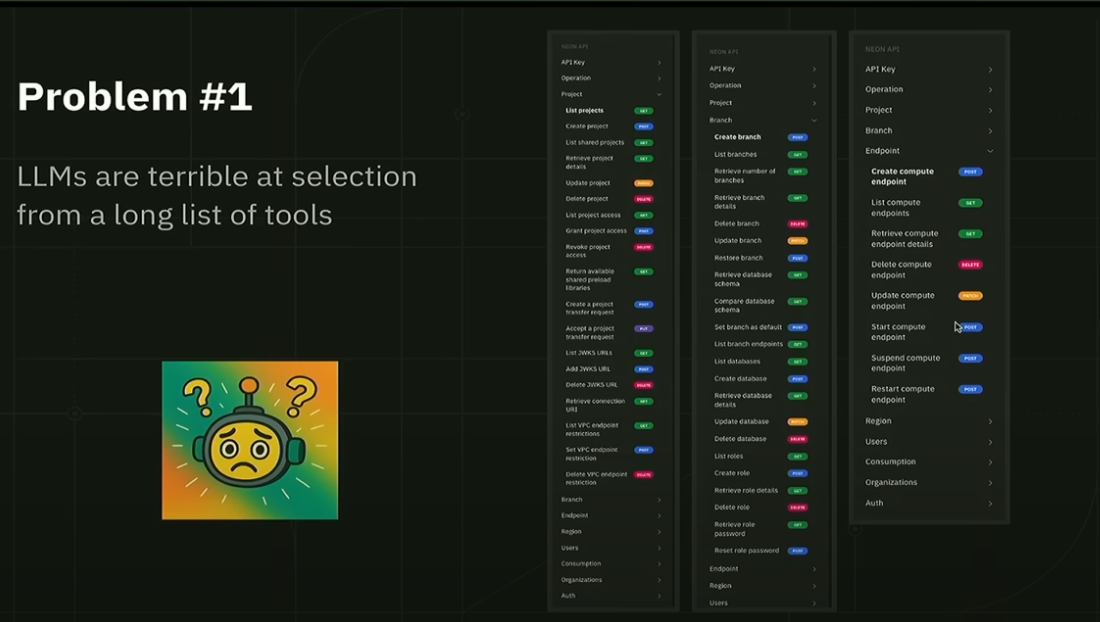 Problem #1
LLMs are terrible at selection
from a long list of tools
? ?
NEON API
API Key
Operation
Project
List projects GET
Create project POST
List shared projects GET
Retrieve project GET
details
Update project PATCH
Delete project DELETE
List project access GET
Grant project access POST
Revoke project DELETE
access
Return available GET
shared preload
libraries
Create a project POST
transfer request
Accept a project PUT
transfer request
List JWKS URLs GET
Add JWKS URL POST
Delete JWKS URL DELETE
Retrieve connection GET
URI
List VPC endpoint GET
restrictions
Set VPC endpoint POST
restriction
Delete VPC endpoint DELETE
restriction
Branch
Endpoint
Region
Users
Consumption
Organizations
Auth
NEON API
API Key
Operation
Project
Branch
Create branch POST
List branches GET
Retrieve number of GET
branches
Retrieve branch GET
details
Delete branch DELETE
Update branch PATCH
Restore branch POST
Retrieve database GET
schema
Compare database GET
schema
Set branch as default POST
List branch endpoints GET
List databases GET
Create database POST
Retrieve database GET
details
Update database PATCH
Delete database DELETE
List roles GET
Create role POST
Retrieve role details GET
Delete role DELETE
Retrieve role GET
password
Reset role password POST
Endpoint
Region
Users
NEON API
API Key
Operation
Project
Branch
Endpoint
Create compute POST
endpoint
List compute GET
endpoints
Retrieve compute GET
endpoint details
Delete compute DELETE
endpoint
Update compute PATCH
endpoint
Start compute POST
endpoint
Suspend compute POST
endpoint
Restart compute POST
endpoint
Region
Users
Consumption
Organizations
Auth